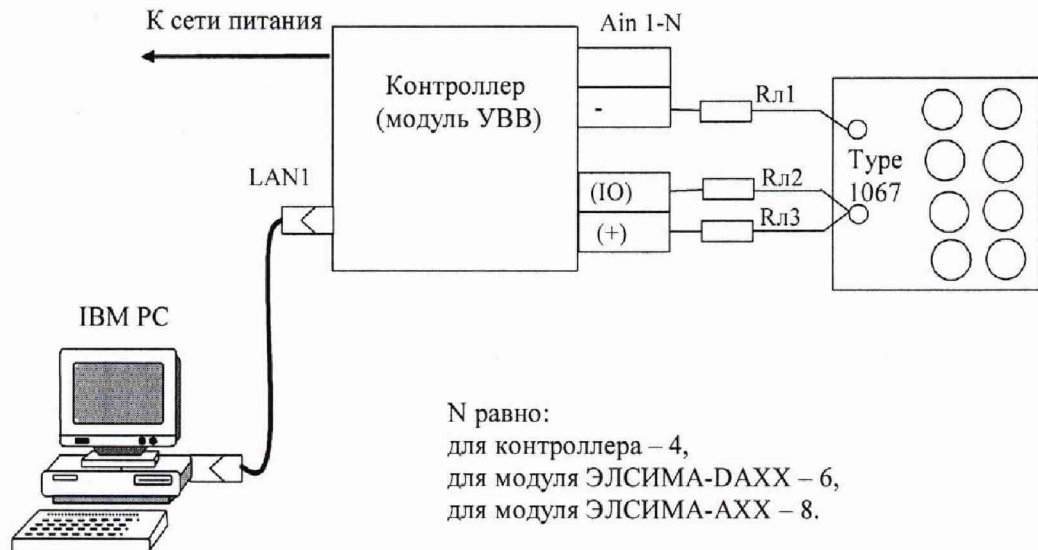 К сети питания
Ain 1-N
Контроллер
(модуль УВВ)
-
Rл1
Type
1067
LAN1
(IO)
Rл2
(+)
Rл3
IBM PC
N равно:
для контроллера – 4,
для модуля ЭЛСИМА-DAXX – 6,
для модуля ЭЛСИМА-AXX – 8.